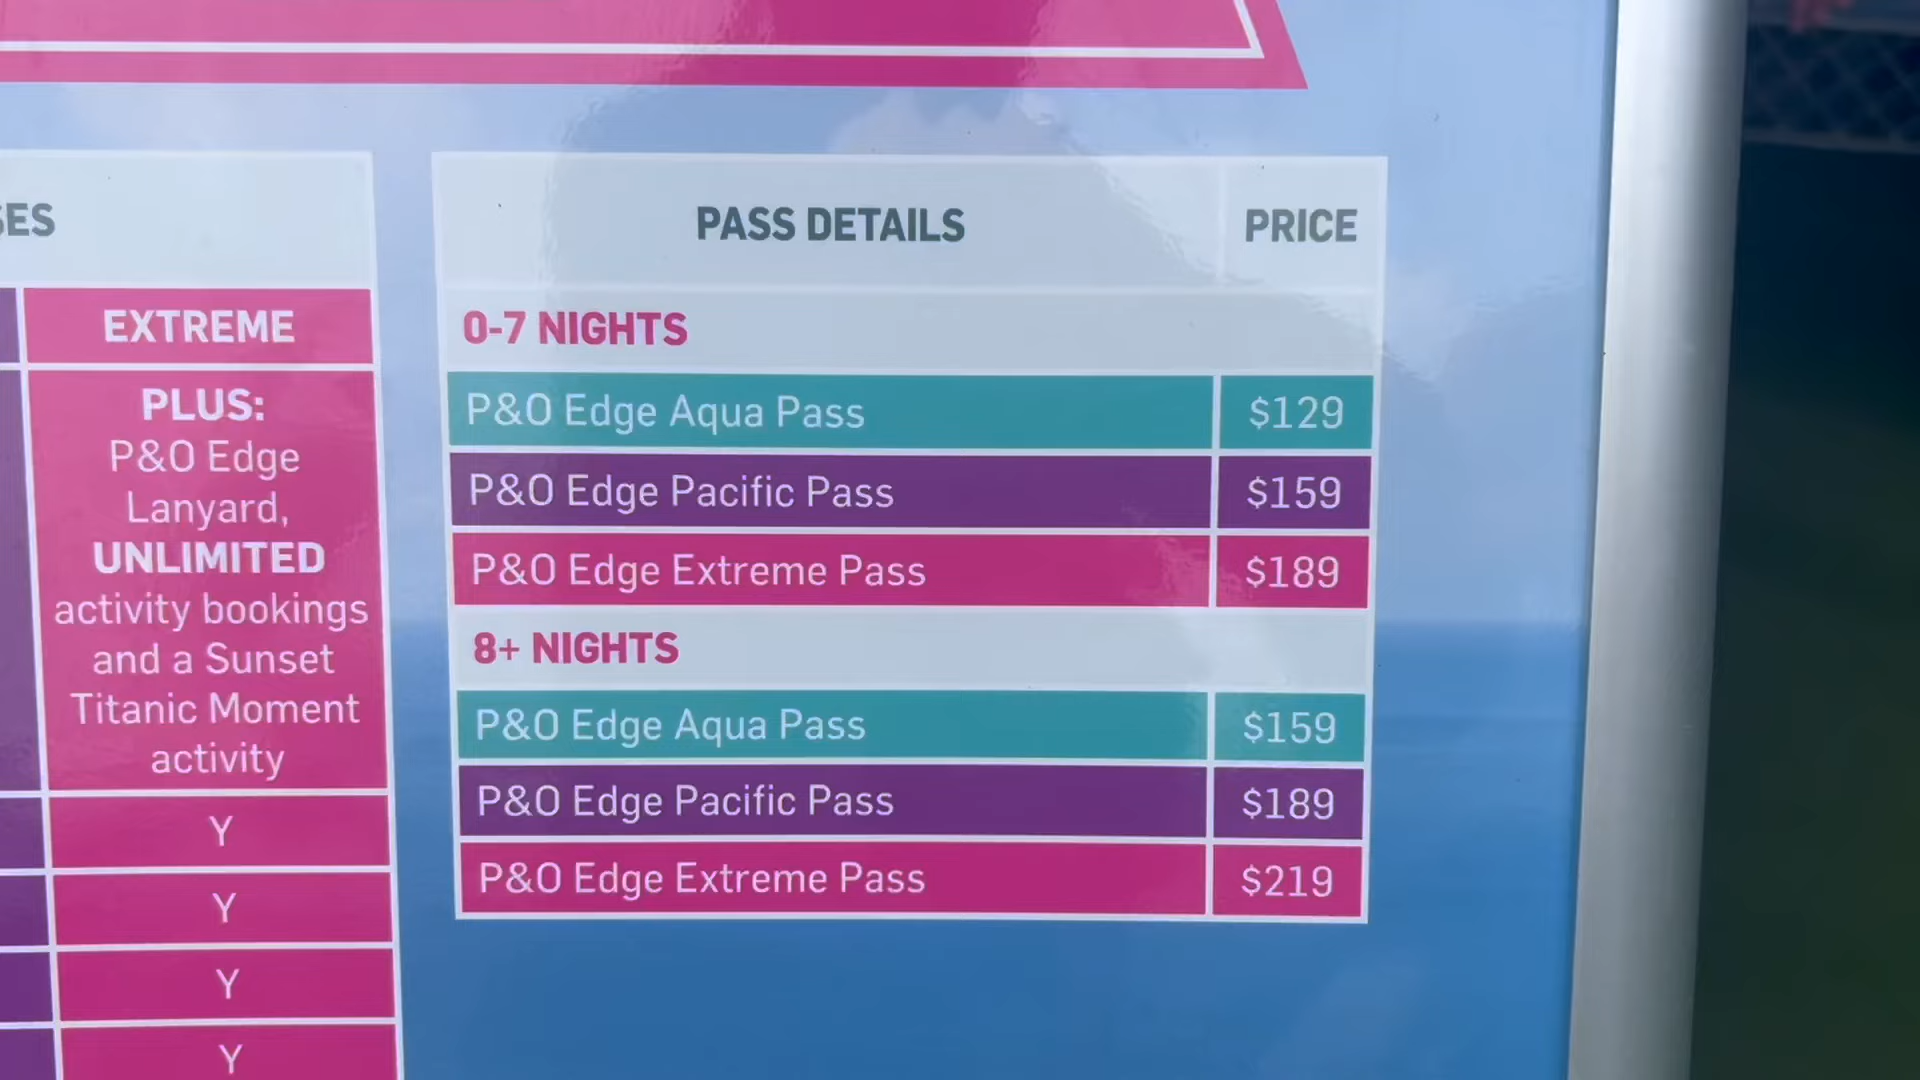 EXTREME
PLUS:
P&O Edge
Lanyard,
UNLIMITED
activity bookings
and a Sunset
Titanic Moment
activity
Y
Y
Y
Y
PASS DETAILS PRICE
0-7 NIGHTS
P&O Edge Aqua Pass $129
P&O Edge Pacific Pass $159
P&O Edge Extreme Pass $189
8+ NIGHTS
P&O Edge Aqua Pass $159
P&O Edge Pacific Pass $189
P&O Edge Extreme Pass $219